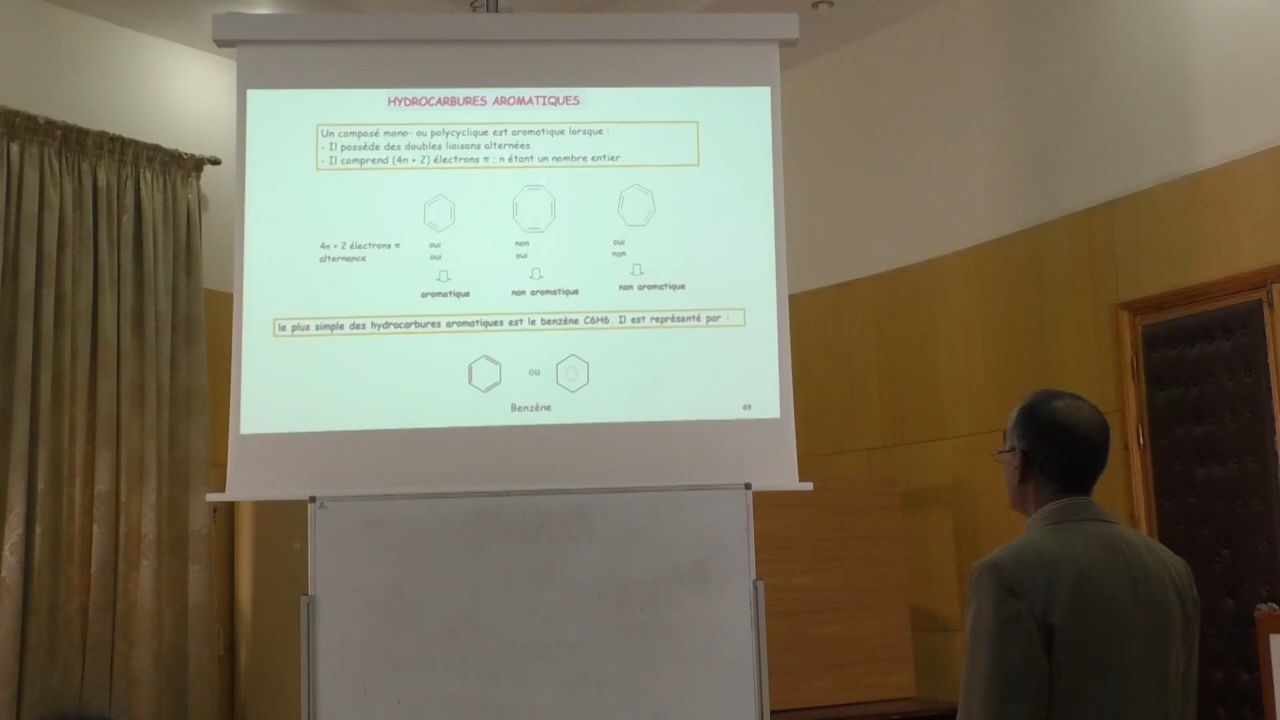 HYDROCARBURES AROMATIQUES
Un composé mono- ou polycyclique est aromatique lorsque :
- Il possède des doubles liaisons alternées.
- Il comprend (4n + 2) électrons π ; n étant un nombre entier.
4n + 2 électrons π oui non oui
alternance oui oui non
aromatique non aromatique non aromatique
le plus simple des hydrocarbures aromatiques est le benzène C6H6. Il est représenté par :
ou
Benzène
69